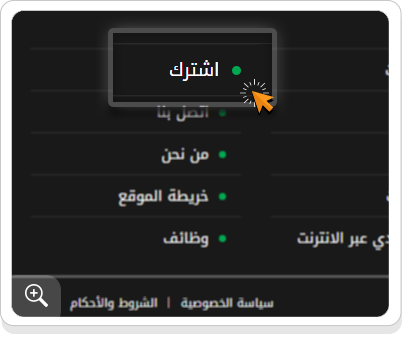 اشترك
اتصل بنا
من نحن
خريطة الموقع
دي عبر الانترنت
وظائف
سياسة الخصوصية | الشروط والأحكام